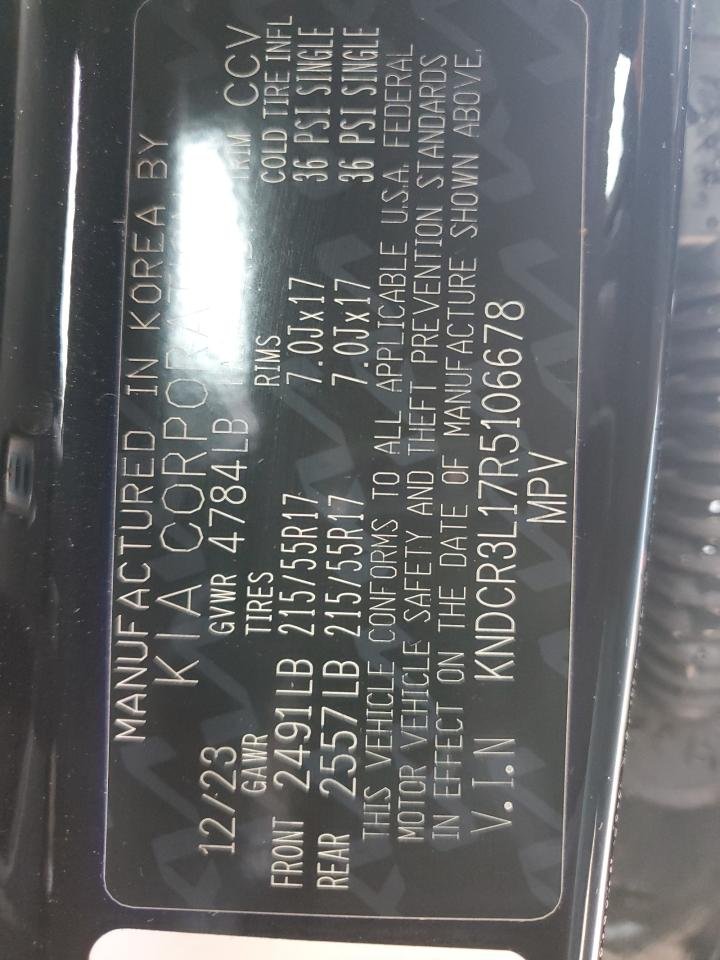 MANUFACTURED IN KOREA BY
KIA CORPORAT
12/23 GVWR 4784LB TRIM CCV
GAWR TIRES RIMS COLD TIRE INFL
FRONT 2491LB 215/55R17 7.0Jx17 36 PSI SINGLE
REAR 2557LB 215/55R17 7.0Jx17 36 PSI SINGLE
THIS VEHICLE CONFORMS TO ALL APPLICABLE U.S.A. FEDERAL
MOTOR VEHICLE SAFETY AND THEFT PREVENTION STANDARDS
IN EFFECT ON THE DATE OF MANUFACTURE SHOWN ABOVE.
V.I.N KNDCR3L17R5106678
MPV